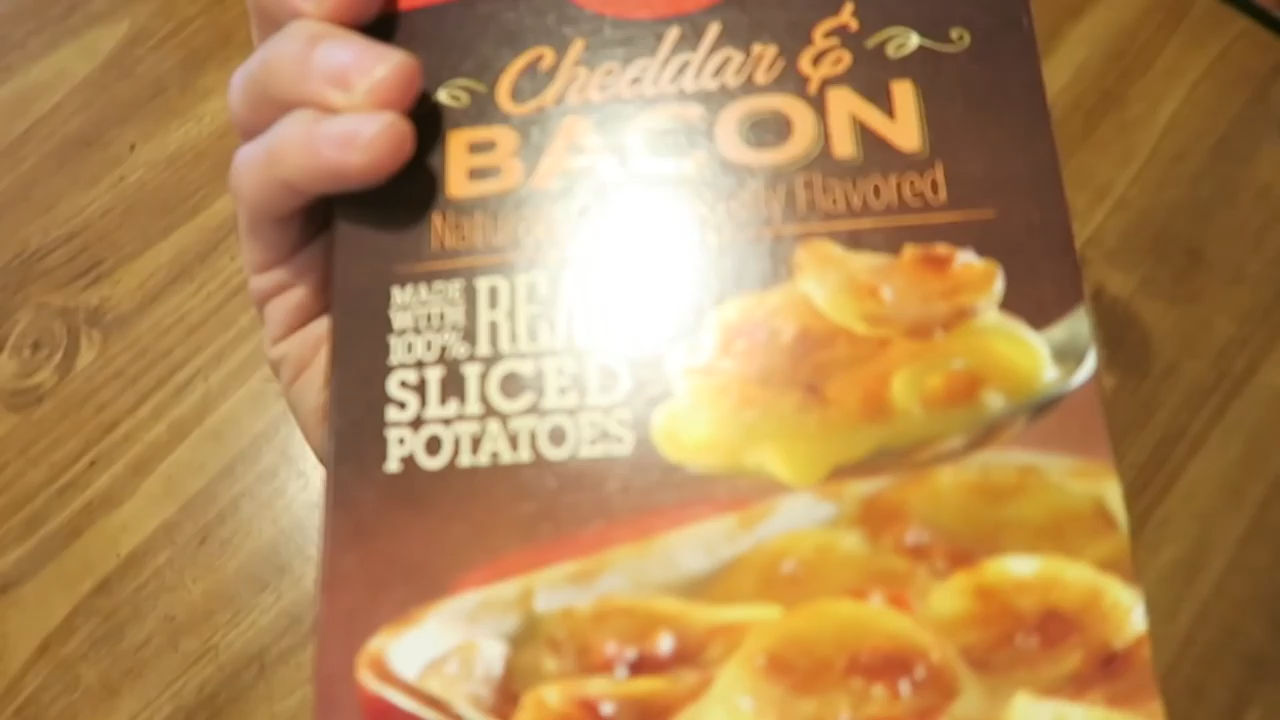 Cheddar &
BACON
Flavored
MADE
WITH
100%
SLICED
POTATOES